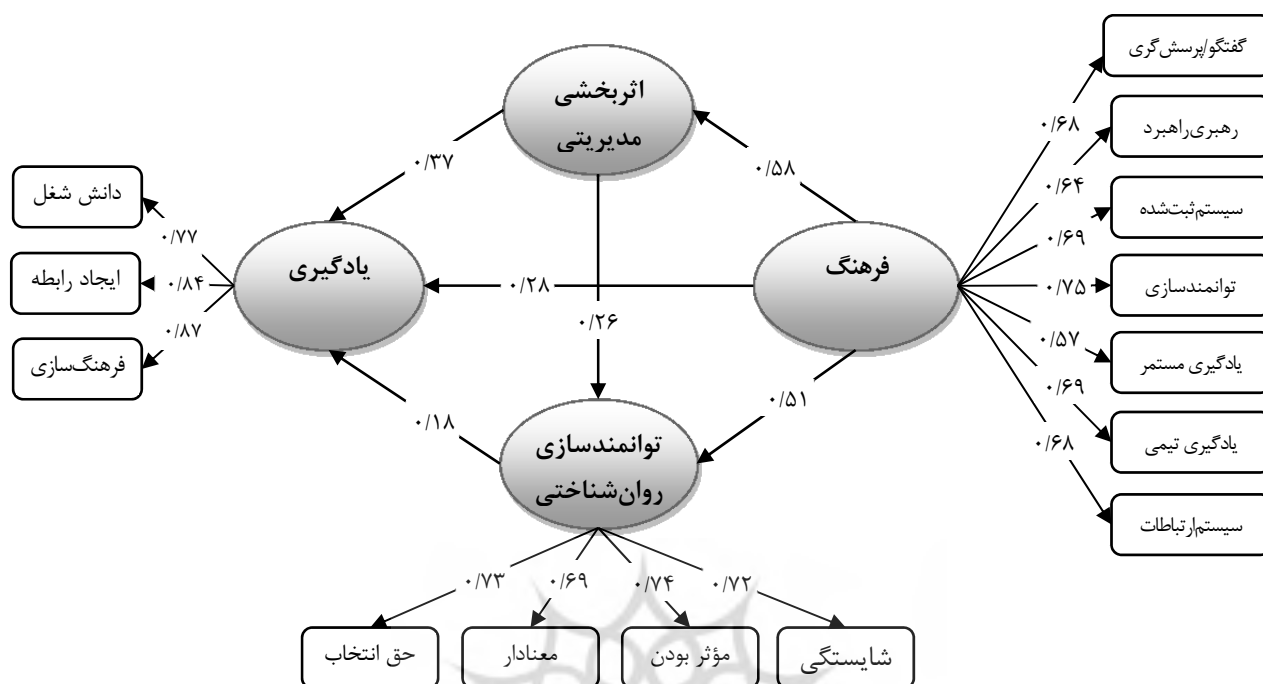 گفتگو/پرسش‌گری
اثربخشی
مدیریتی
۰/۶۸
رهبری‌راهبرد
۰/۳۷
۰/۵۸
۰/۶۴
دانش شغل
سیستم‌ثبت‌شده
۰/۷۷
۰/۶۹
فرهنگ
یادگیری
ایجاد رابطه
۰/۸۴
۰/۲۸
۰/۷۵
توانمندسازی
۰/۲۶
۰/۸۷
۰/۵۷
فرهنگ‌سازی
یادگیری مستمر
۰/۶۹
۰/۵۱
۰/۱۸
یادگیری تیمی
۰/۶۸
توانمندسازی
روان‌شناختی
سیستم‌ارتباطات
۰/۷۲
۰/۷۴
۰/۶۹
۰/۷۳
شایستگی
مؤثر بودن
معنادار
حق انتخاب